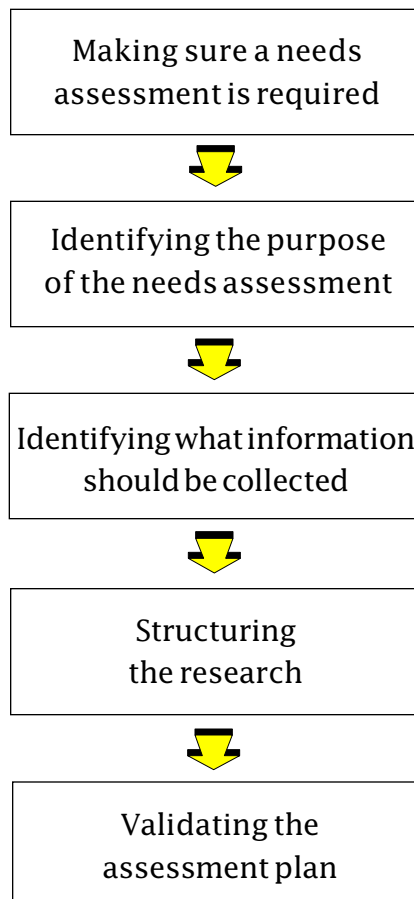 Making sure a needs
assessment is required
Identifying the purpose
of the needs assessment
Identifying what information
should be collected
Structuring
the research
Validating the
assessment plan